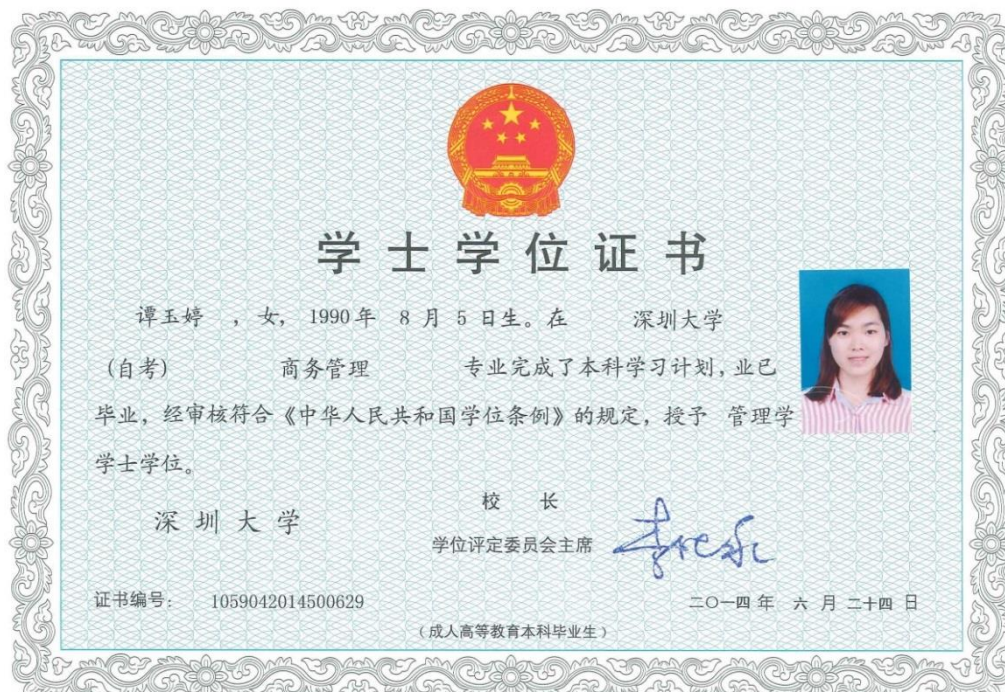 学士学位证书
谭玉婷 ,女,1990年 8 月 5 日生。在 深圳大学
(自考) 商务管理 专业完成了本科学习计划,业已
毕业,经审核符合《中华人民共和国学位条例》的规定,授予 管理学
学士学位。
校 长
深圳大学
学位评定委员会主席
证书编号: 1059042014500629
二〇一四 年 六 月 二十四 日
(成人高等教育本科毕业生)